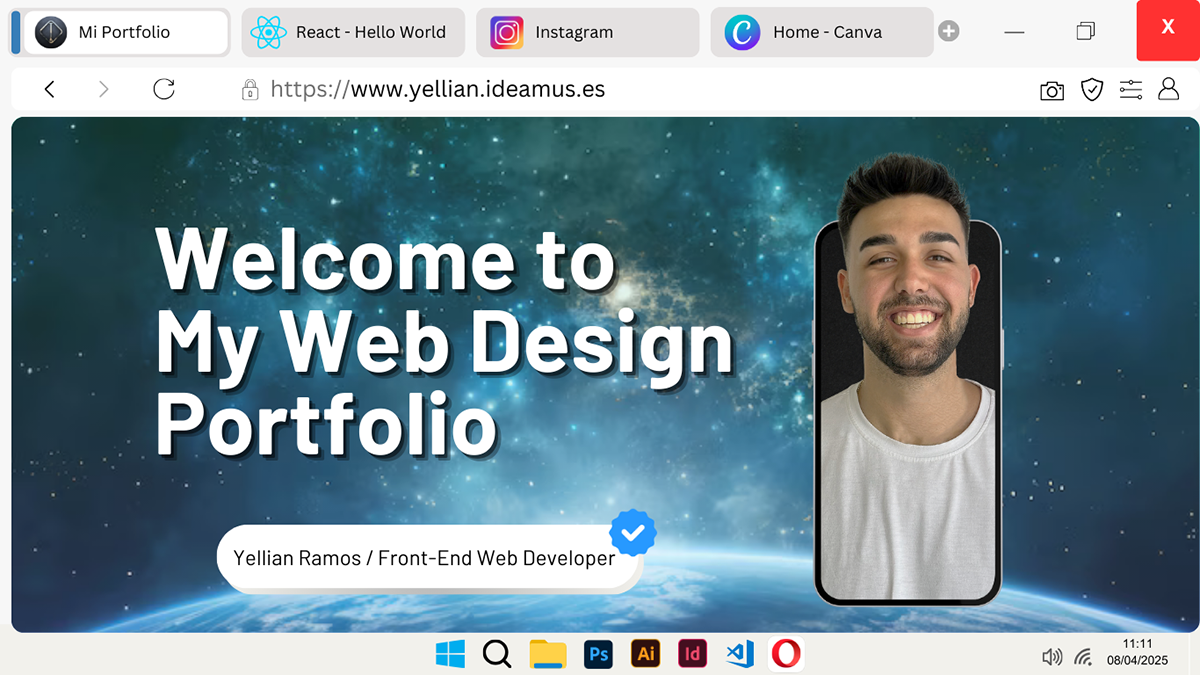 Mi Portfolio
React - Hello World
Instagram
Home - Canva
X
https://www.yellian.ideamus.es
Welcome to
My Web Design
Portfolio
Yellian Ramos / Front-End Web Developer
Ps
Ai
Id
11:11
08/04/2025